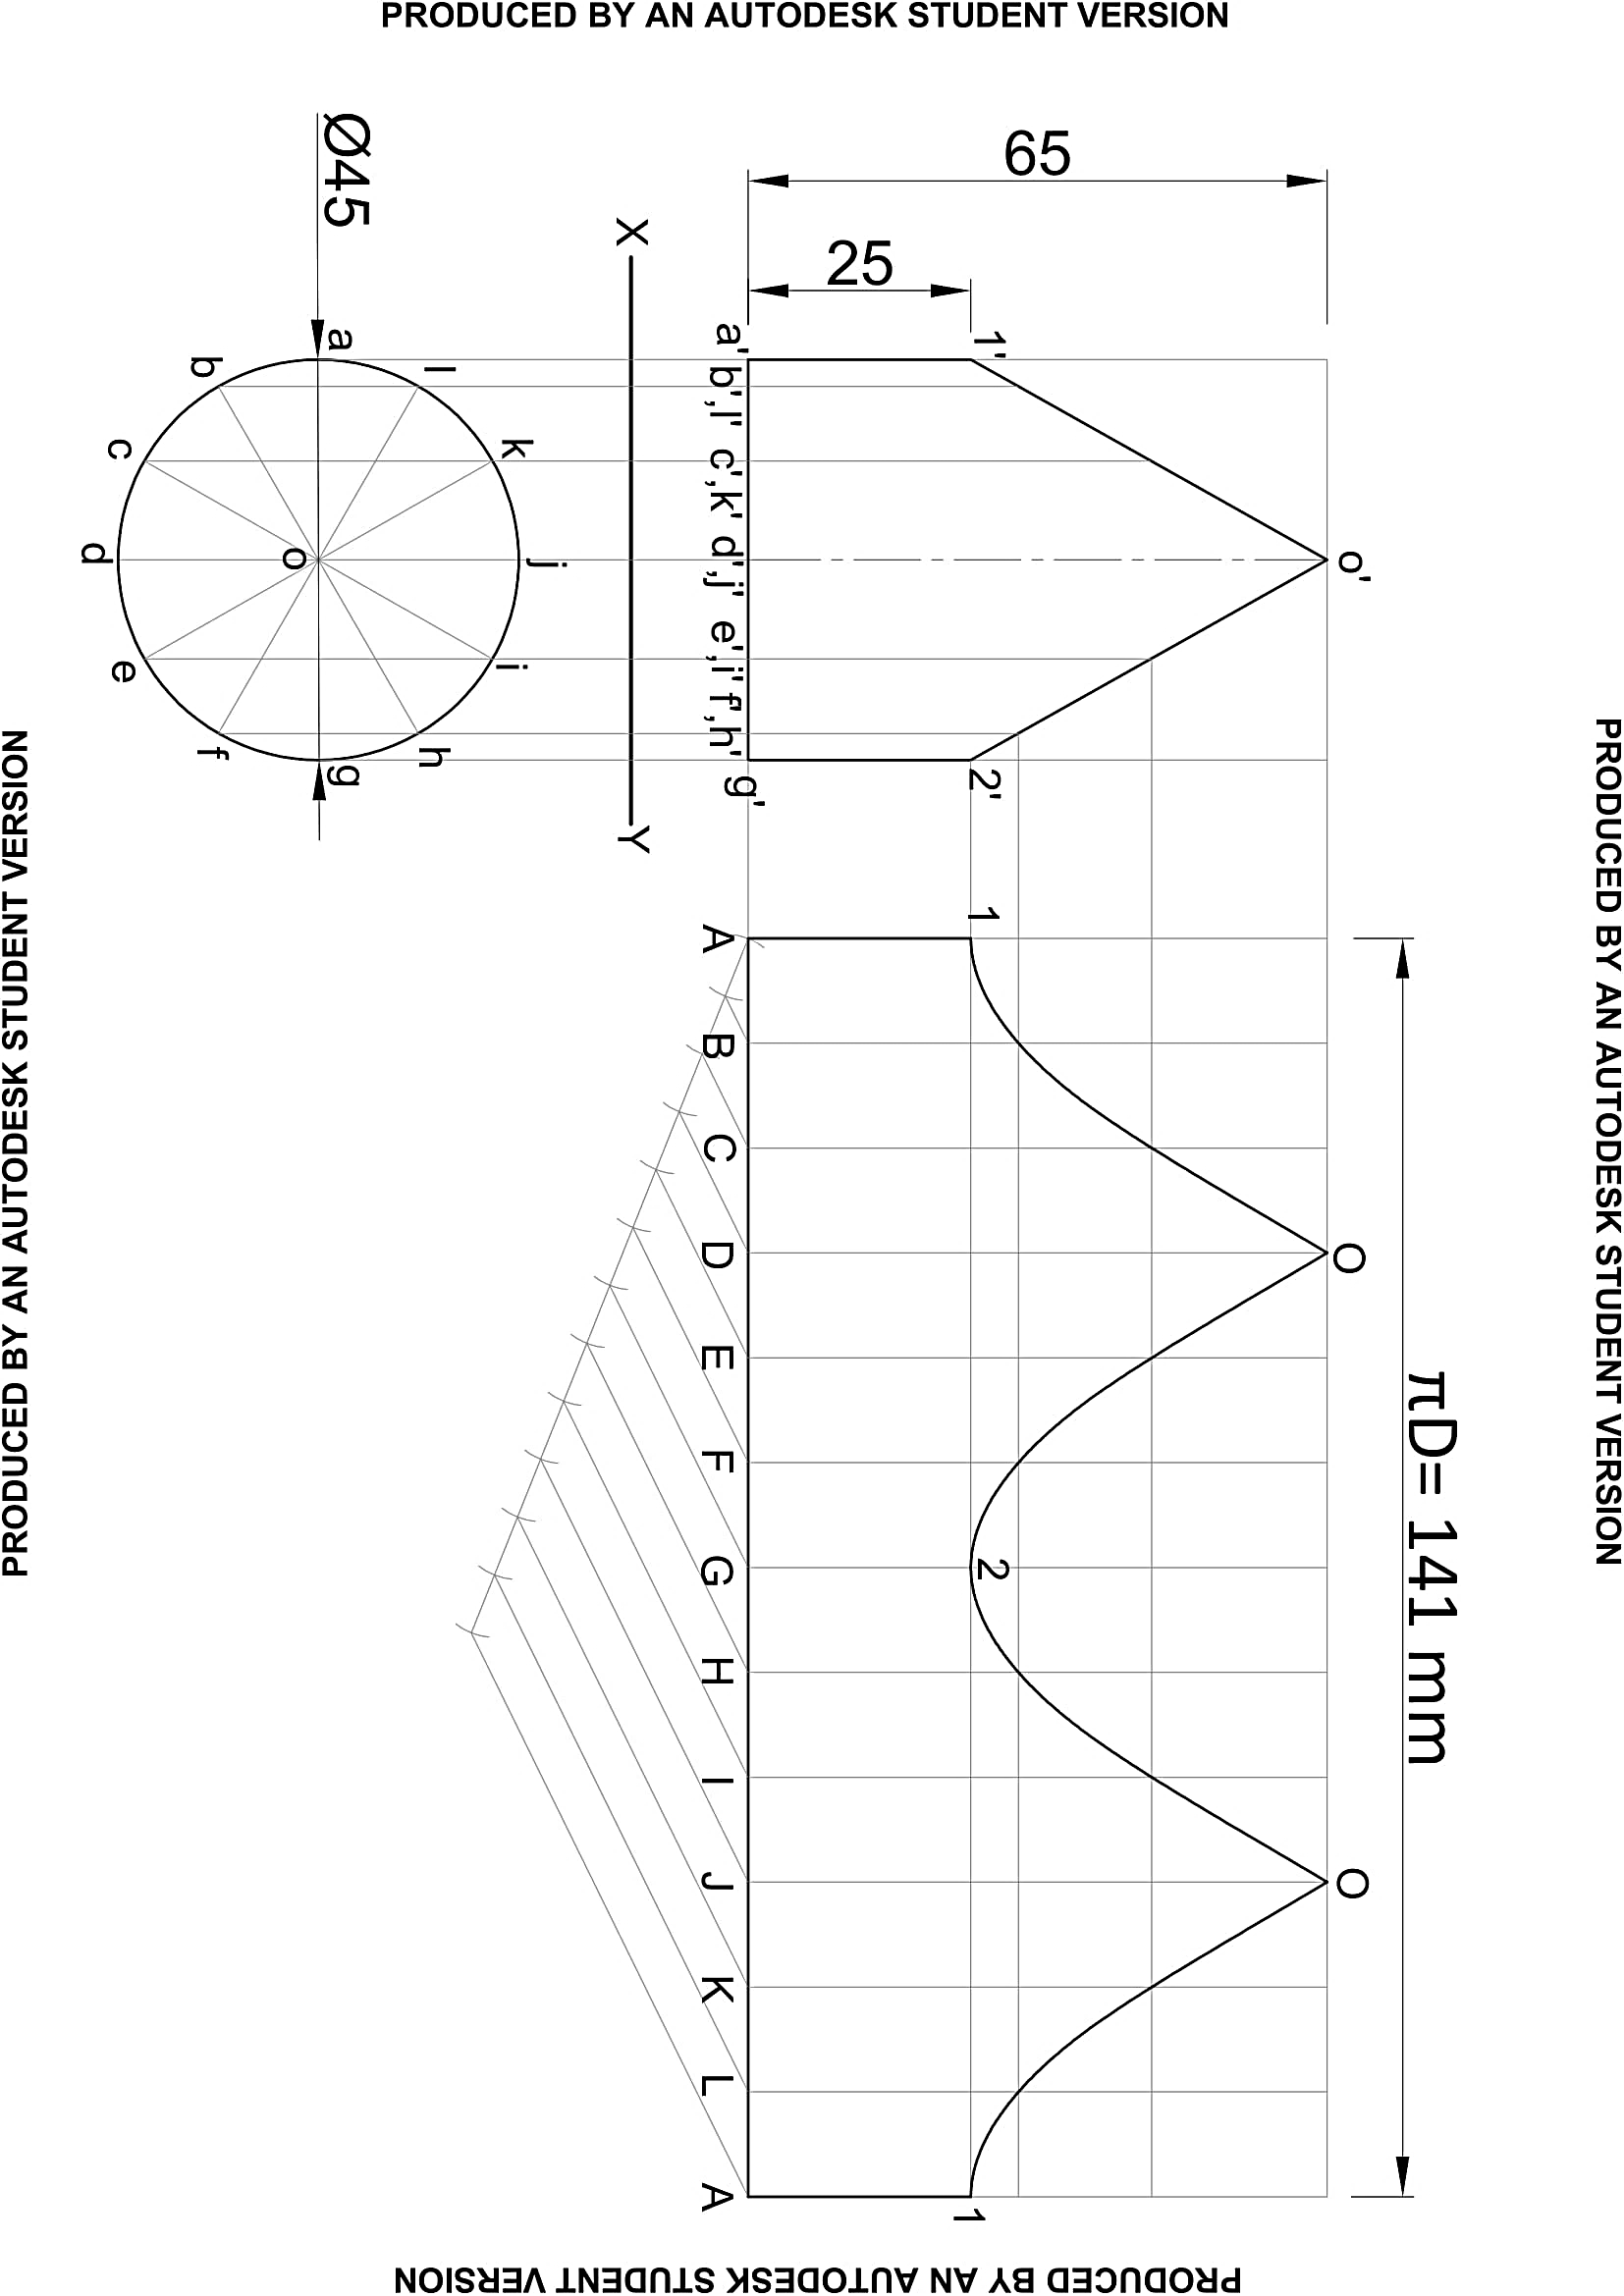 PRODUCED BY AN AUTODESK STUDENT VERSION
65
25
Ø45
X
Y
a
b
c
d
e
f
g
h
i
j
k
l
o
a'
b',l'
c',k'
d',j'
e',i'
f',h'
g'
1'
o'
2'
1
O
2
O
1
A
B
C
D
E
F
G
H
I
J
K
L
A
πD= 141 mm
PRODUCED BY AN AUTODESK STUDENT VERSION
PRODUCED BY AN AUTODESK STUDENT VERSION
PRODUCED BY AN AUTODESK STUDENT VERSION